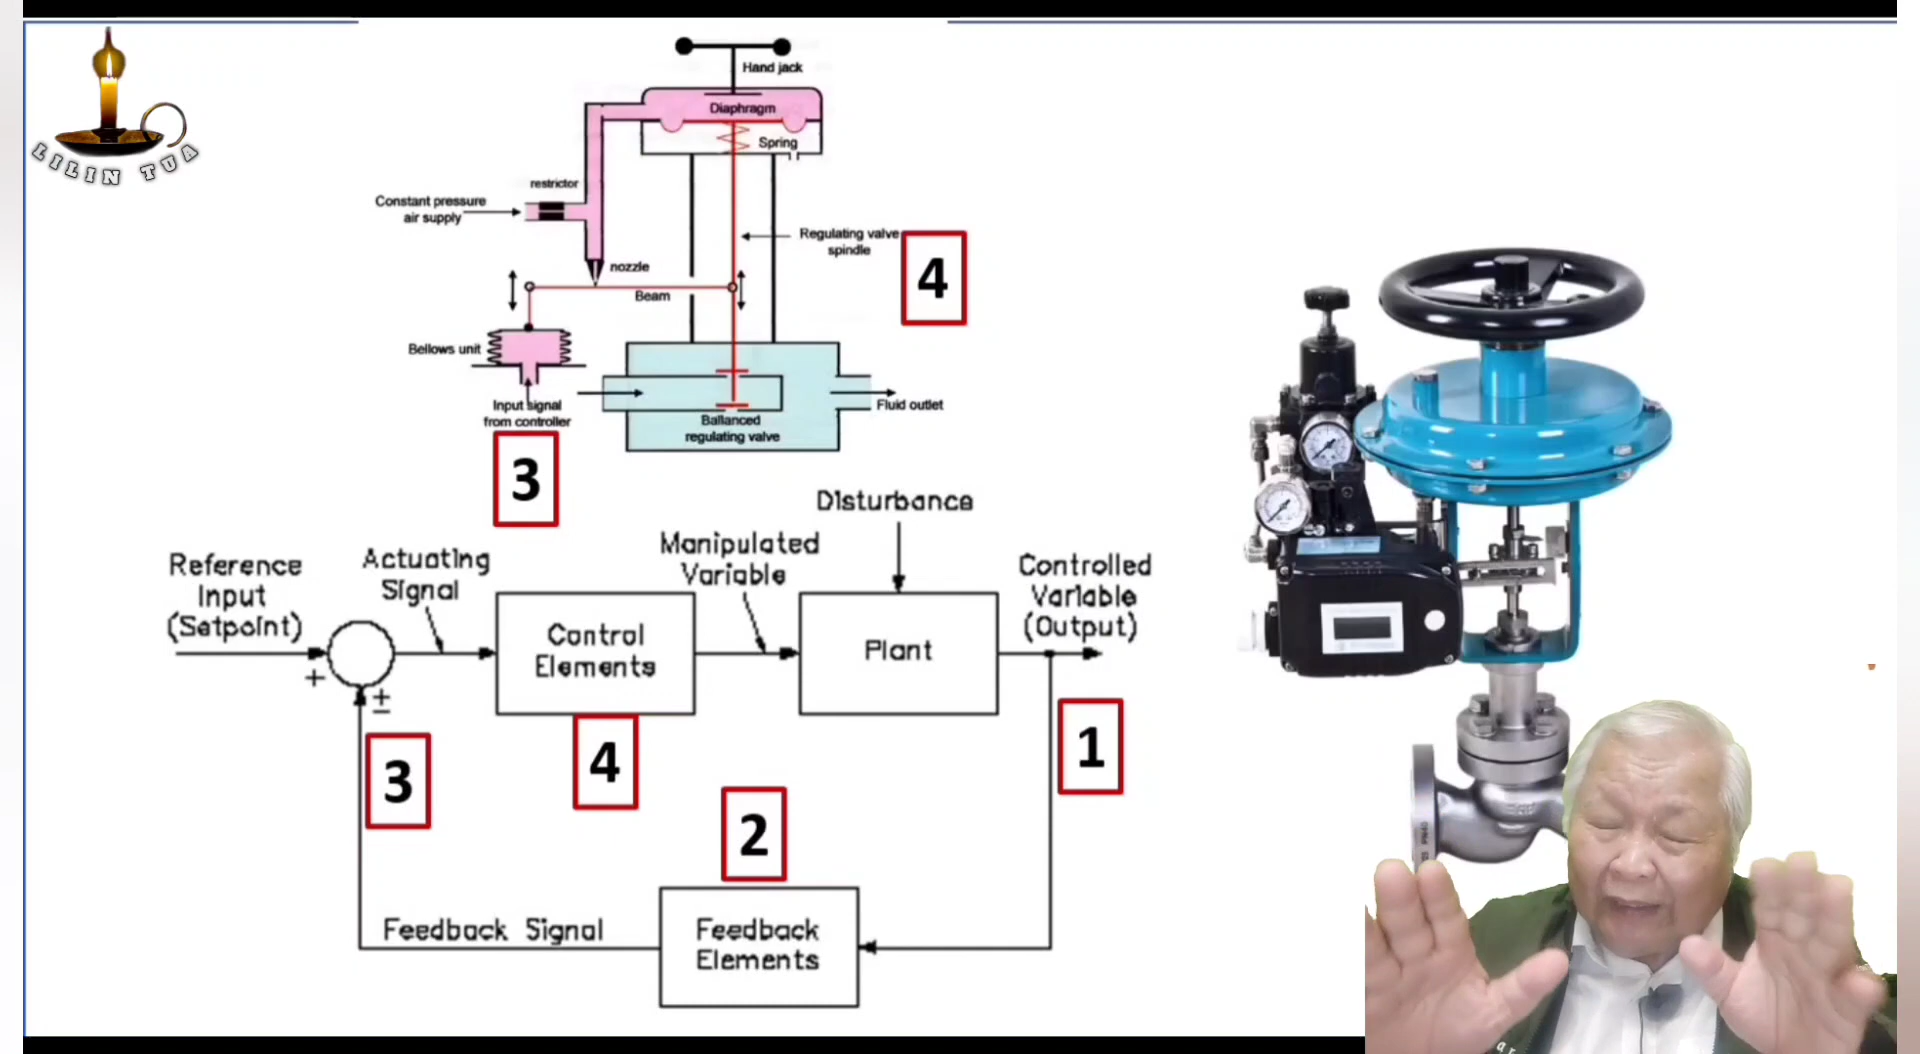 LILIN TUA
Hand jack
Diaphragm
Spring
restrictor
Constant pressure
air supply
Regulating valve
spindle
4
nozzle
Beam
Bellows unit
Input signal
from controller
Fluid outlet
Ballanced
regulating valve
3
Disturbance
Reference
Input
(Setpoint)
Actuating
Signal
Manipulated
Variable
Controlled
Variable
(Output)
Control
Elements
Plant
+
±
3
4
1
2
Feedback Signal
Feedback
Elements